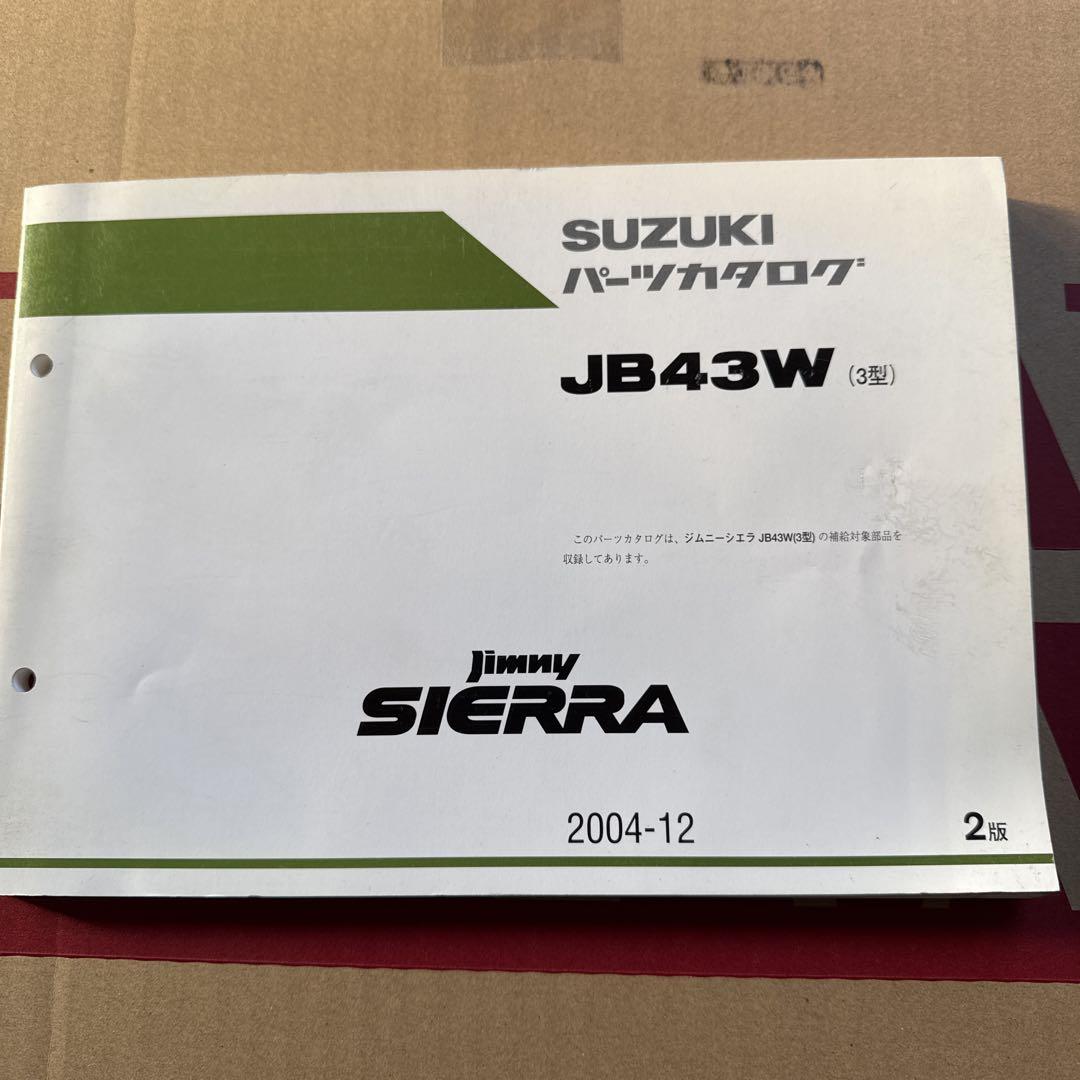 SUZUKI
パーツカタログ
JB43W (3型)
このパーツカタログは、ジムニーシエラ JB43W(3型) の補給対象部品を
収録してあります。
Jimny
SIERRA
2004-12
2版